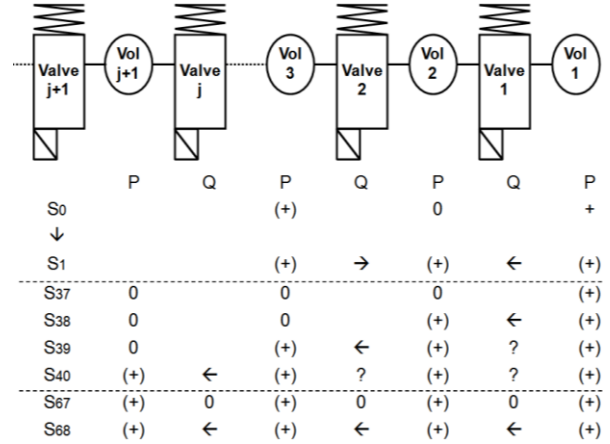 Vol j+1 Vol 3 Vol 2 Vol 1
Valve j+1 Valve j Valve 2 Valve 1
P Q P Q P Q P
S0 (+) 0 +
↓
S1 (+) → (+) ← (+)
S37 0 0 0 (+)
S38 0 0 (+) ← (+)
S39 0 (+) ← (+) ? (+)
S40 (+) ← (+) ? (+) ? (+)
S67 (+) 0 (+) 0 (+) 0 (+)
S68 (+) ← (+) ← (+) ← (+)